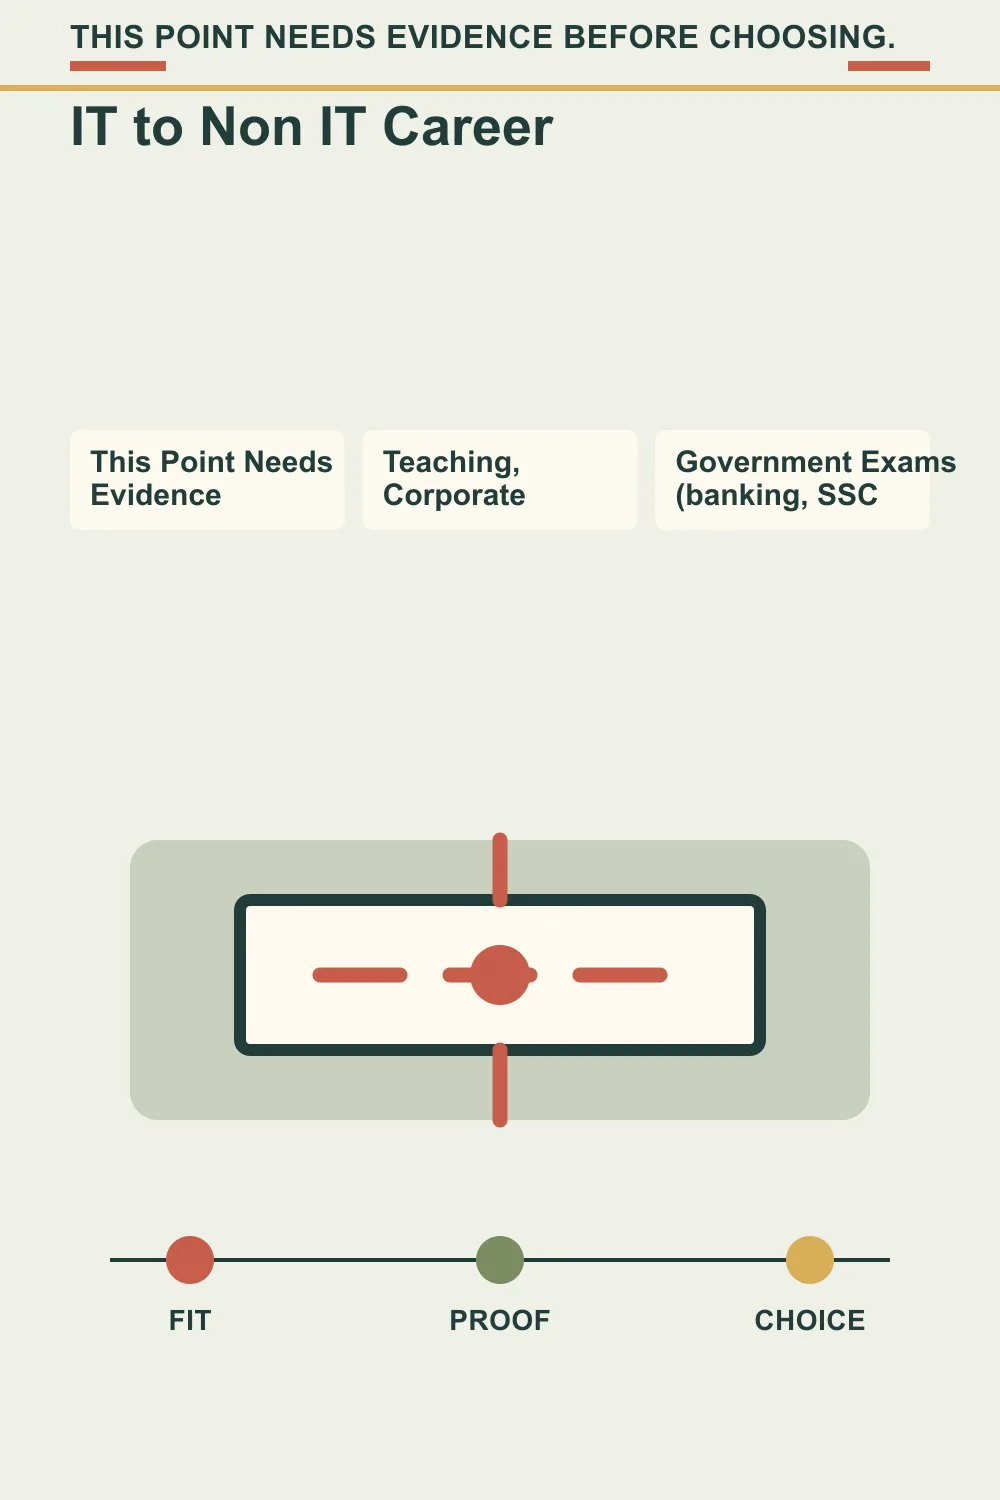 THIS POINT NEEDS EVIDENCE BEFORE CHOOSING.
IT to Non IT Career
This Point Needs
Evidence
Teaching,
Corporate
Government Exams
(banking, SSC
FIT
PROOF
CHOICE